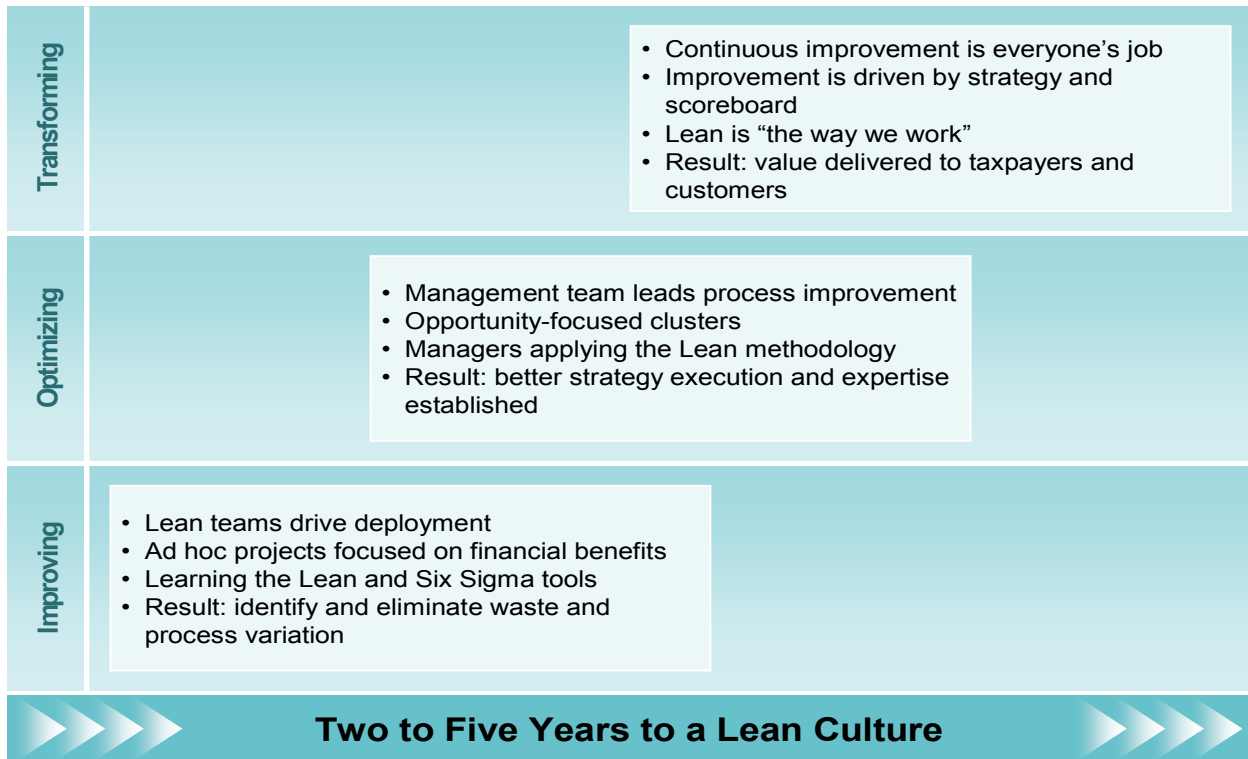 Transforming
• Continuous improvement is everyone’s job
• Improvement is driven by strategy and
scoreboard
• Lean is “the way we work”
• Result: value delivered to taxpayers and
customers
Optimizing
• Management team leads process improvement
• Opportunity-focused clusters
• Managers applying the Lean methodology
• Result: better strategy execution and expertise
established
Improving
• Lean teams drive deployment
• Ad hoc projects focused on financial benefits
• Learning the Lean and Six Sigma tools
• Result: identify and eliminate waste and
process variation
Two to Five Years to a Lean Culture